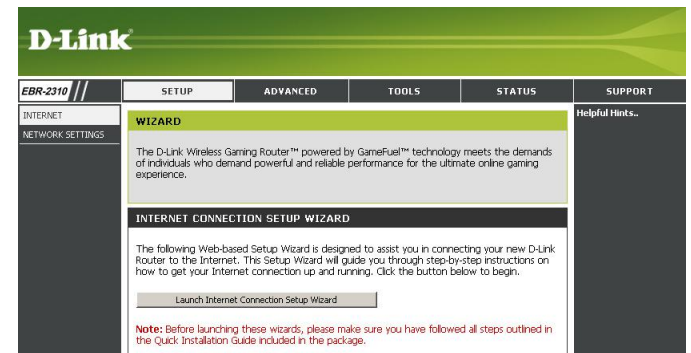 D-Link
EBR-2310 // SETUP ADVANCED TOOLS STATUS SUPPORT
INTERNET
NETWORK SETTINGS
WIZARD
The D-Link Wireless Gaming Router™ powered by GameFuel™ technology meets the demands
of individuals who demand powerful and reliable performance for the ultimate online gaming
experience.
INTERNET CONNECTION SETUP WIZARD
The following Web-based Setup Wizard is designed to assist you in connecting your new D-Link
Router to the Internet. This Setup Wizard will guide you through step-by-step instructions on
how to get your Internet connection up and running. Click the button below to begin.
Launch Internet Connection Setup Wizard
Note: Before launching these wizards, please make sure you have followed all steps outlined in
the Quick Installation Guide included in the package.
Helpful Hints..